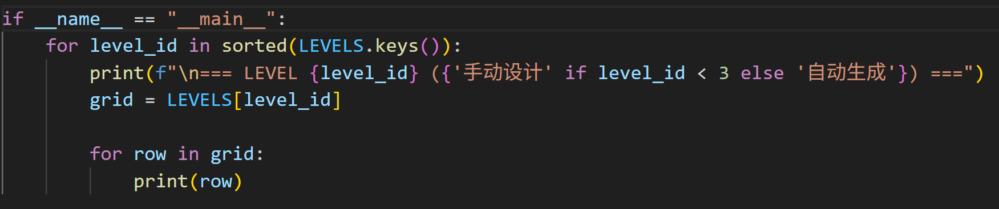 if __name__ == "__main__":
    for level_id in sorted(LEVELS.keys()):
        print(f"\n=== LEVEL {level_id} ({'手动设计' if level_id < 3 else '自动生成'}) ===")
        grid = LEVELS[level_id]

        for row in grid:
            print(row)